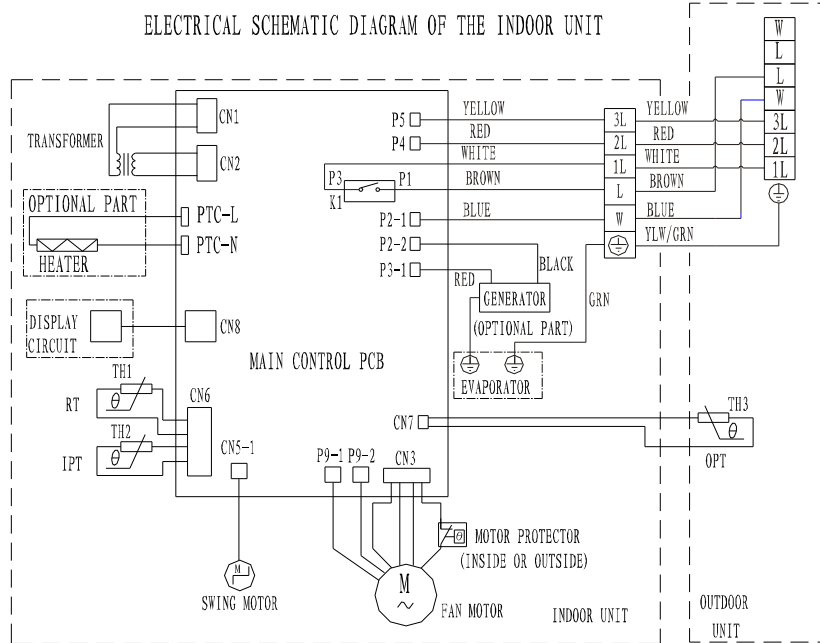 ELECTRICAL SCHEMATIC DIAGRAM OF THE INDOOR UNIT
W
L
L
W
3L
2L
1L
CN1
TRANSFORMER
CN2
P5
YELLOW
3L
YELLOW
P4
RED
2L
RED
WHITE
1L
WHITE
P3
P1
BROWN
L
BROWN
K1
OPTIONAL PART
PTC-L
P2-1
BLUE
W
BLUE
PTC-N
P2-2
YLW/GRN
HEATER
P3-1
RED
BLACK
GENERATOR
GRN
(OPTIONAL PART)
DISPLAY
CIRCUIT
CN8
MAIN CONTROL PCB
EVAPORATOR
TH1
θ
RT
CN6
TH2
θ
IPT
CN7
TH3
θ
OPT
CN5-1
P9-1
P9-2
CN3
θ
MOTOR PROTECTOR
(INSIDE OR OUTSIDE)
M
SWING MOTOR
M
~
FAN MOTOR
INDOOR UNIT
OUTDOOR
UNIT